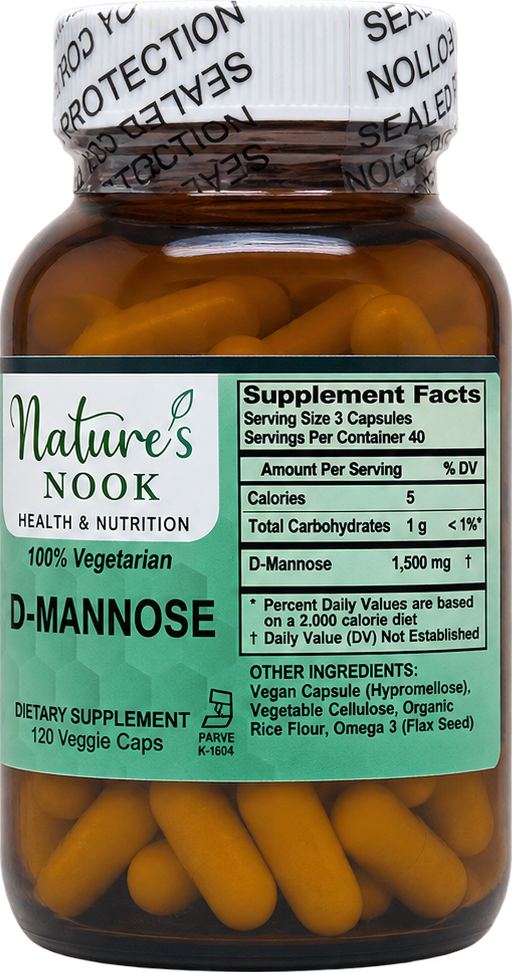 PROTECTION
SEALED
SEALED
Nature's
NOOK
HEALTH & NUTRITION
100% Vegetarian
D-MANNOSE
DIETARY SUPPLEMENT
120 Veggie Caps
PARVE
K-1604
Supplement Facts
Serving Size 3 Capsules
Servings Per Container 40
Amount Per Serving % DV
Calories 5
Total Carbohydrates 1 g < 1%*
D-Mannose 1,500 mg †
* Percent Daily Values are based
on a 2.000 calorie diet
† Daily Value (DV) Not Established
OTHER INGREDIENTS:
Vegan Capsule (Hypromellose),
Vegetable Cellulose, Organic
Rice Flour, Omega 3 (Flax Seed)